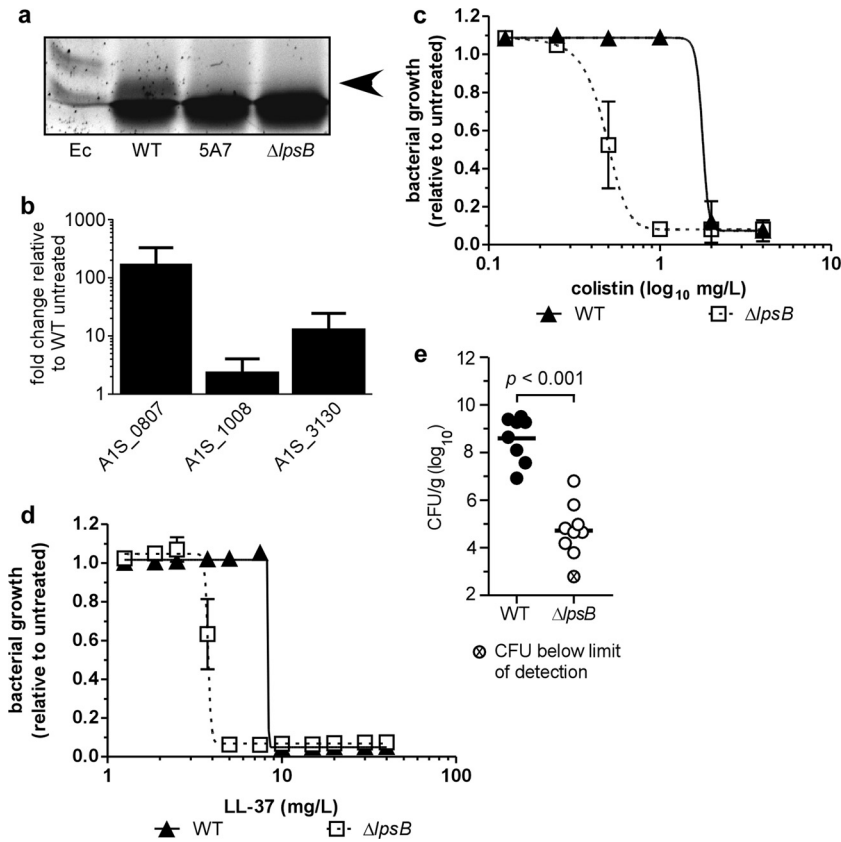 a
Ec WT 5A7 ΔlpsB
b
fold change relative
to WT untreated
1000
100
10
1
A1S_0807
A1S_1008
A1S_3130
c
bacterial growth
(relative to untreated)
1.2
1.0
0.8
0.6
0.4
0.2
0.0
0.1 1 10
colistin (log10 mg/L)
WT ΔlpsB
d
bacterial growth
(relative to untreated)
1.2
1.0
0.8
0.6
0.4
0.2
0.0
1 10 100
LL-37 (mg/L)
WT ΔlpsB
e
CFU/g (log10)
12
10
8
6
4
2
p < 0.001
WT ΔlpsB
CFU below limit
of detection